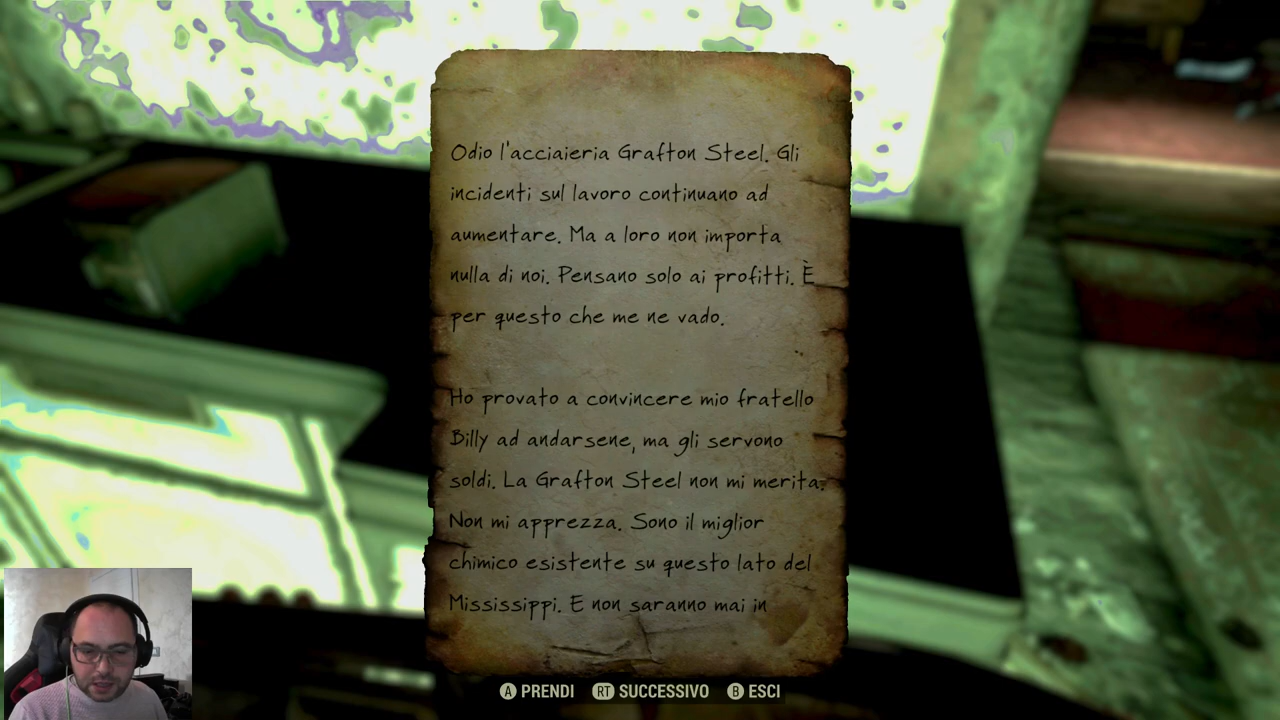 Odio l'acciaieria Grafton Steel. Gli
incidenti sul lavoro continuano ad
aumentare. Ma a loro non importa
nulla di noi. Pensano solo ai profitti. È
per questo che me ne vado.
Ho provato a convincere mio fratello
Billy ad andarsene, ma gli servono
soldi. La Grafton Steel non mi merita.
Non mi apprezza. Sono il miglior
chimico esistente su questo lato del
Mississippi. E non saranno mai in
A PRENDI RT SUCCESSIVO B ESCI